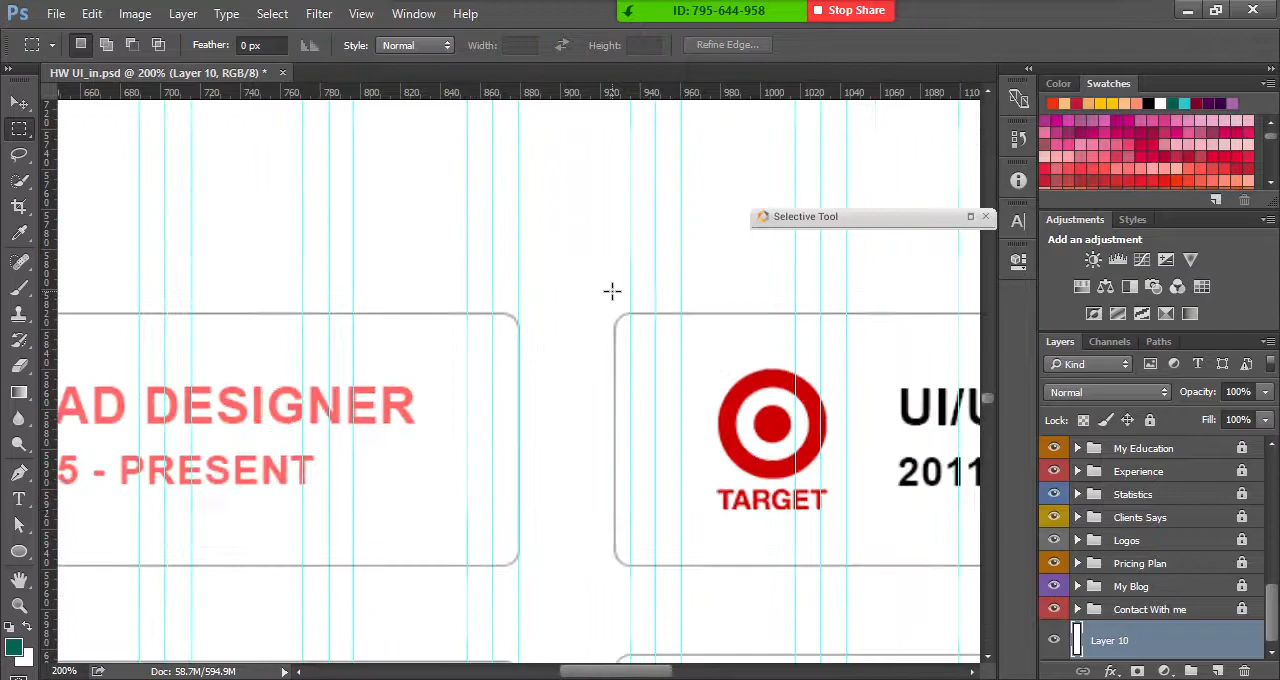 Ps File Edit Image Layer Type Select Filter View Window Help ID: 795-644-958 Stop Share
Feather: 0 px Style: Normal Width: Height: Refine Edge...
HW UI_in.psd @ 200% (Layer 10, RGB/8) * ×
660 680 700 720 740 760 780 800 820 840 860 880 900 920 940 960 980 1000 1020 1040 1060 1080 1100
Color Swatches
Selective Tool
Adjustments Styles
Add an adjustment
AD DESIGNER
5 - PRESENT
TARGET
UI/U
2011
Layers Channels Paths
Kind
Normal Opacity: 100%
Lock: Fill: 100%
My Education
Experience
Statistics
Clients Says
Logos
Pricing Plan
My Blog
Contact With me
Layer 10
200% Doc: 58.7M/594.9M